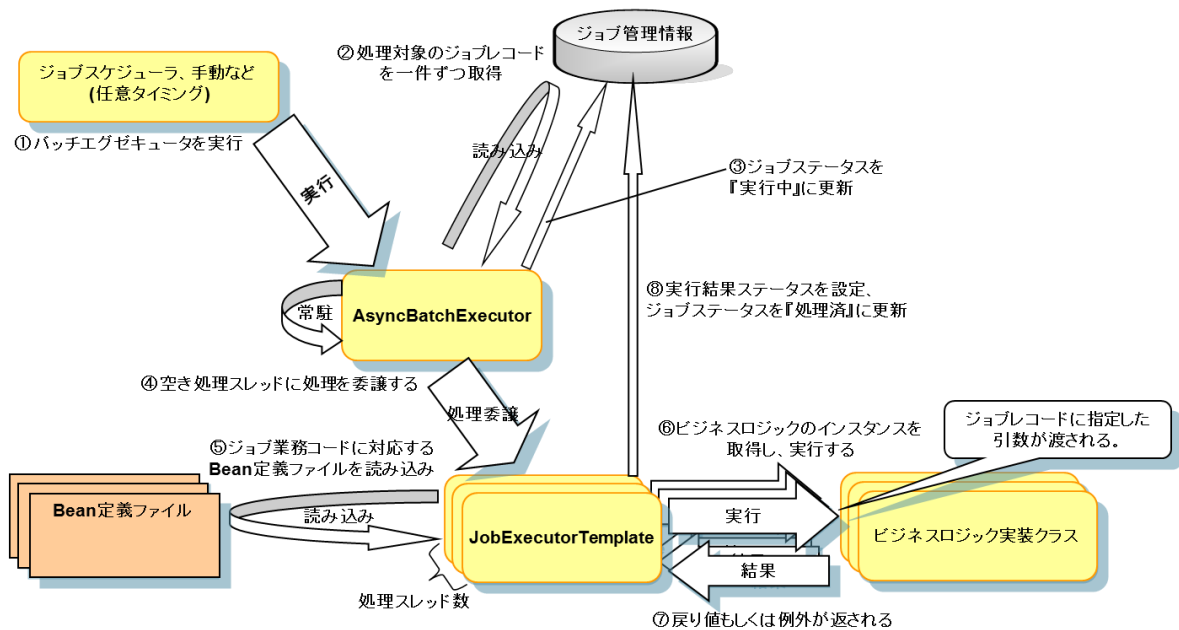 ジョブ管理情報
②処理対象のジョブレコード
を一件ずつ取得
ジョブスケジューラ、手動など
(任意タイミング)
①バッチエグゼキュータを実行
読み込み
実行
③ジョブステータスを
『実行中』に更新
⑧実行結果ステータスを設定、
ジョブステータスを『処理済』に更新
常駐
AsyncBatchExecutor
④空き処理スレッドに処理を委譲する
処理委譲
ジョブレコードに指定した
引数が渡される。
⑥ビジネスロジックのインスタンスを
取得し、実行する
⑤ジョブ業務コードに対応する
Bean定義ファイルを読み込み
Bean定義ファイル
読み込み
JobExecutorTemplate
実行
ビジネスロジック実装クラス
結果
処理スレッド数
⑦戻り値もしくは例外が返される